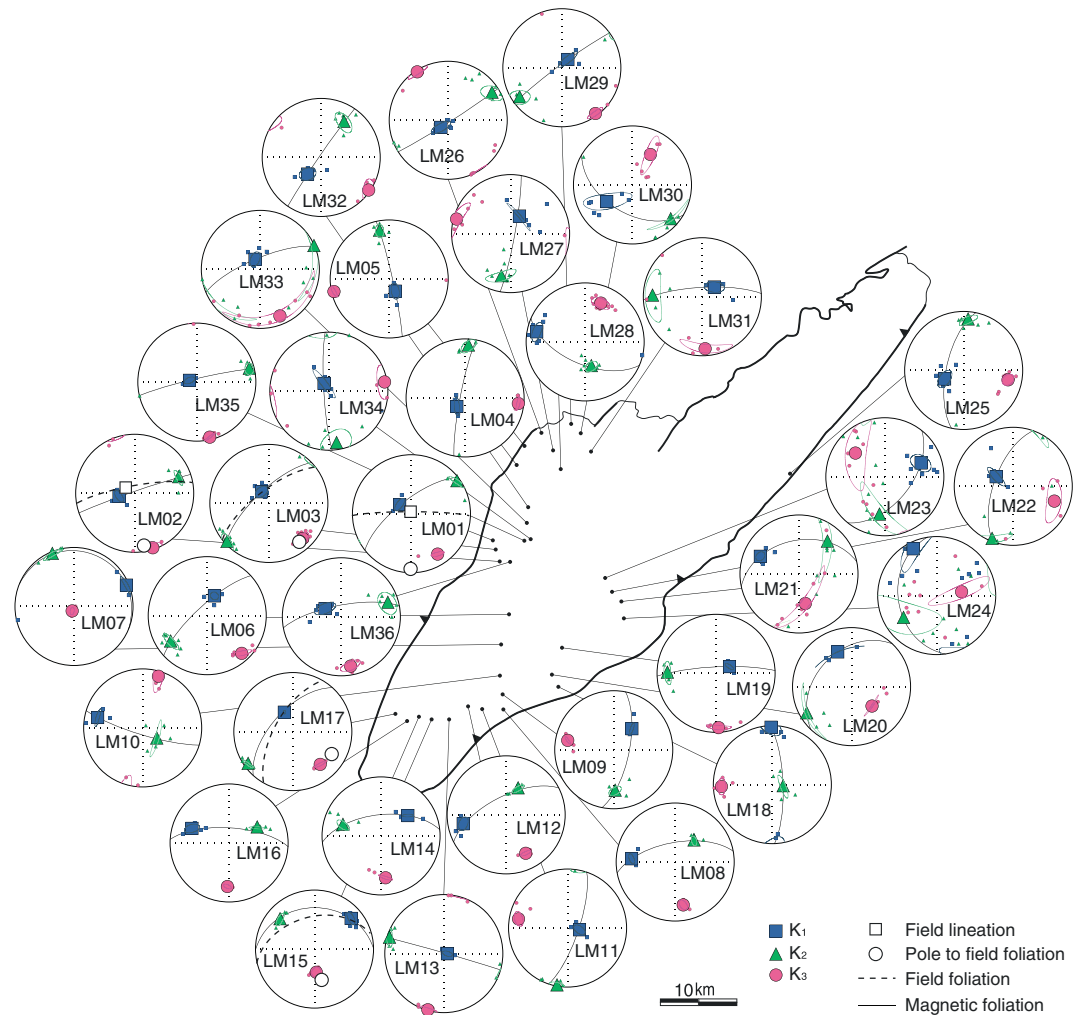 LM29
LM26
LM32
LM30
LM27
LM33
LM05
LM28
LM31
LM35
LM34
LM04
LM25
LM02
LM03
LM01
LM23
LM22
LM07
LM06
LM36
LM21
LM24
LM10
LM17
LM19
LM20
LM09
LM18
LM16
LM14
LM12
LM08
LM15
LM13
LM11
K1
K2
K3
Field lineation
Pole to field foliation
Field foliation
Magnetic foliation
10km